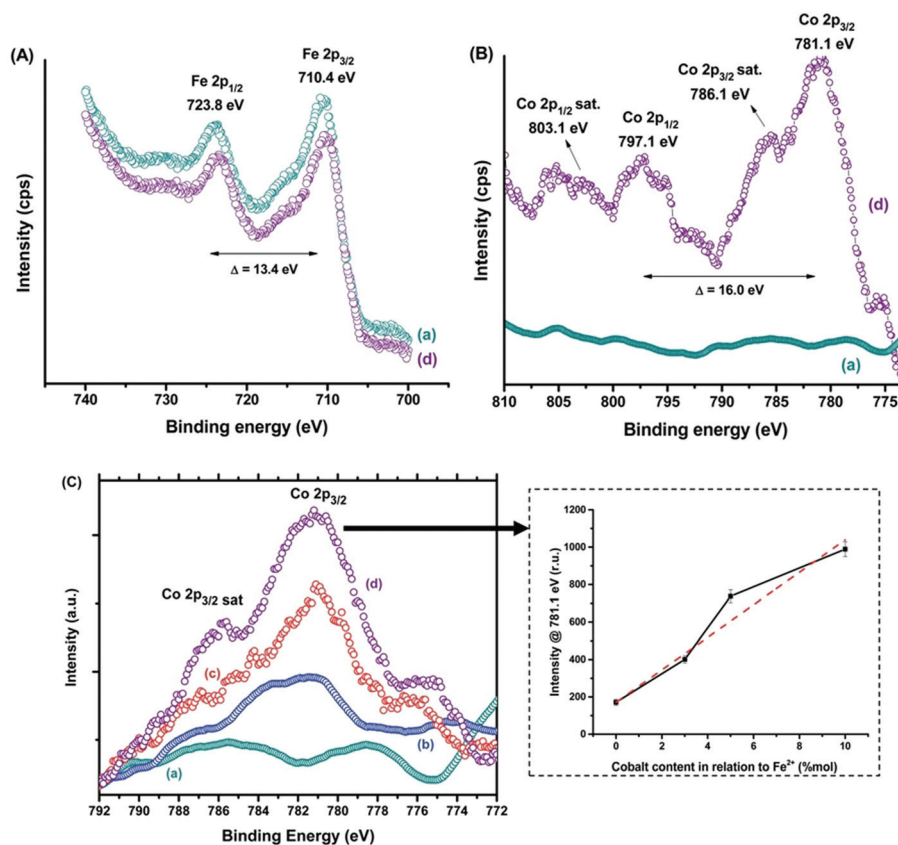 (A)
Fe 2p3/2
710.4 eV
Fe 2p1/2
723.8 eV
Δ = 13.4 eV
(a)
(d)
Intensity (cps)
740 730 720 710 700
Binding energy (eV)
(B)
Co 2p3/2
781.1 eV
Co 2p3/2 sat.
786.1 eV
Co 2p1/2 sat.
803.1 eV
Co 2p1/2
797.1 eV
(d)
Δ = 16.0 eV
(a)
Intensity (cps)
810 805 800 795 790 785 780 775
Binding energy (eV)
(C)
Co 2p3/2
Co 2p3/2 sat
(d)
(c)
(b)
(a)
Intensity (a.u.)
792 790 788 786 784 782 780 778 776 774 772
Binding Energy (eV)
1200
1000
800
600
400
200
0
Intensity @ 781.1 eV (r.u.)
0 2 4 6 8 10
Cobalt content in relation to Fe2+ (%mol)